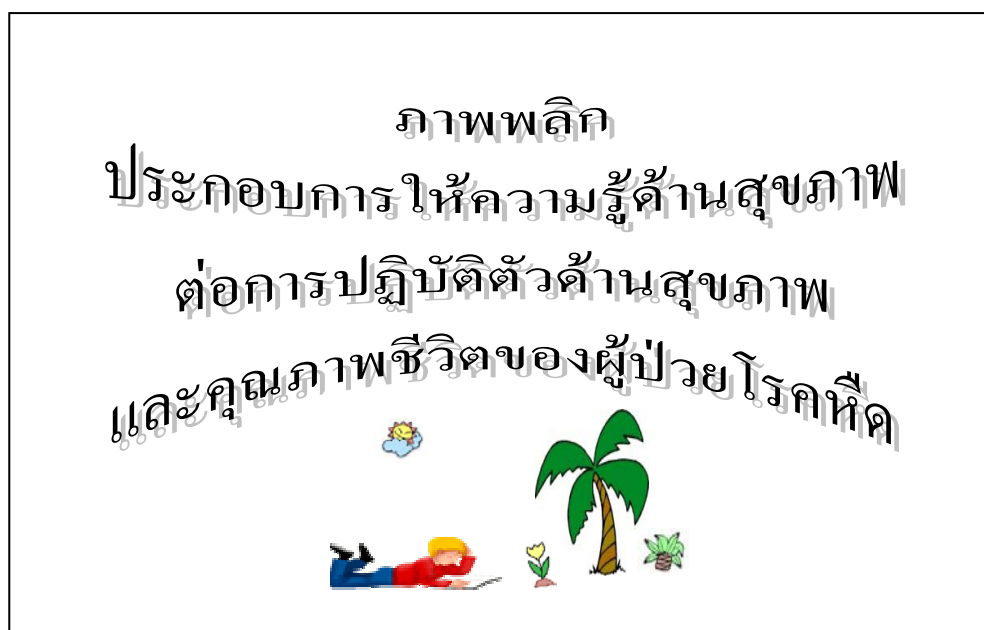 ภาพพลิก
ประกอบการให้ความรู้ด้านสุขภาพ
ต่อการปฏิบัติตัวด้านสุขภาพ
และคุณภาพชีวิตของผู้ป่วยโรคหืด